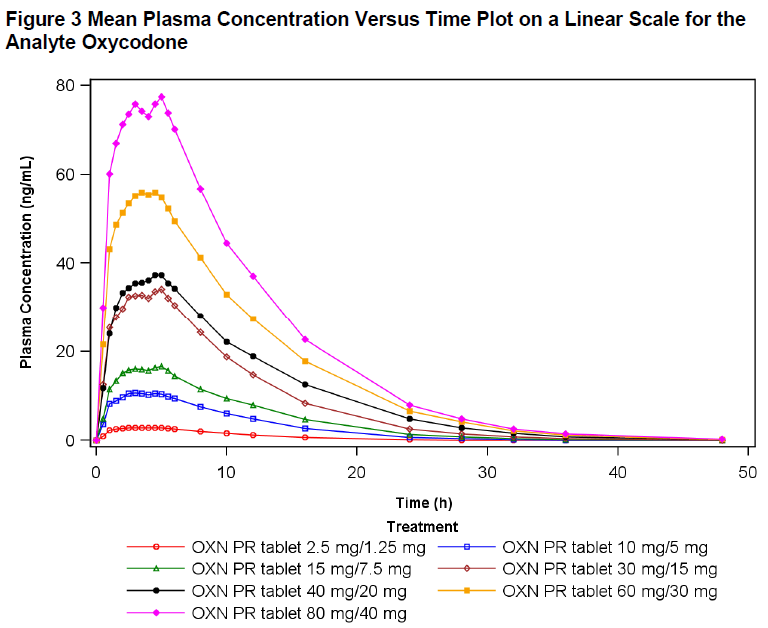 Figure 3 Mean Plasma Concentration Versus Time Plot on a Linear Scale for the
Analyte Oxycodone
80
60
40
20
0
Plasma Concentration (ng/mL)
0 10 20 30 40 50
Time (h)
Treatment
OXN PR tablet 2.5 mg/1.25 mg OXN PR tablet 10 mg/5 mg
OXN PR tablet 15 mg/7.5 mg OXN PR tablet 30 mg/15 mg
OXN PR tablet 40 mg/20 mg OXN PR tablet 60 mg/30 mg
OXN PR tablet 80 mg/40 mg